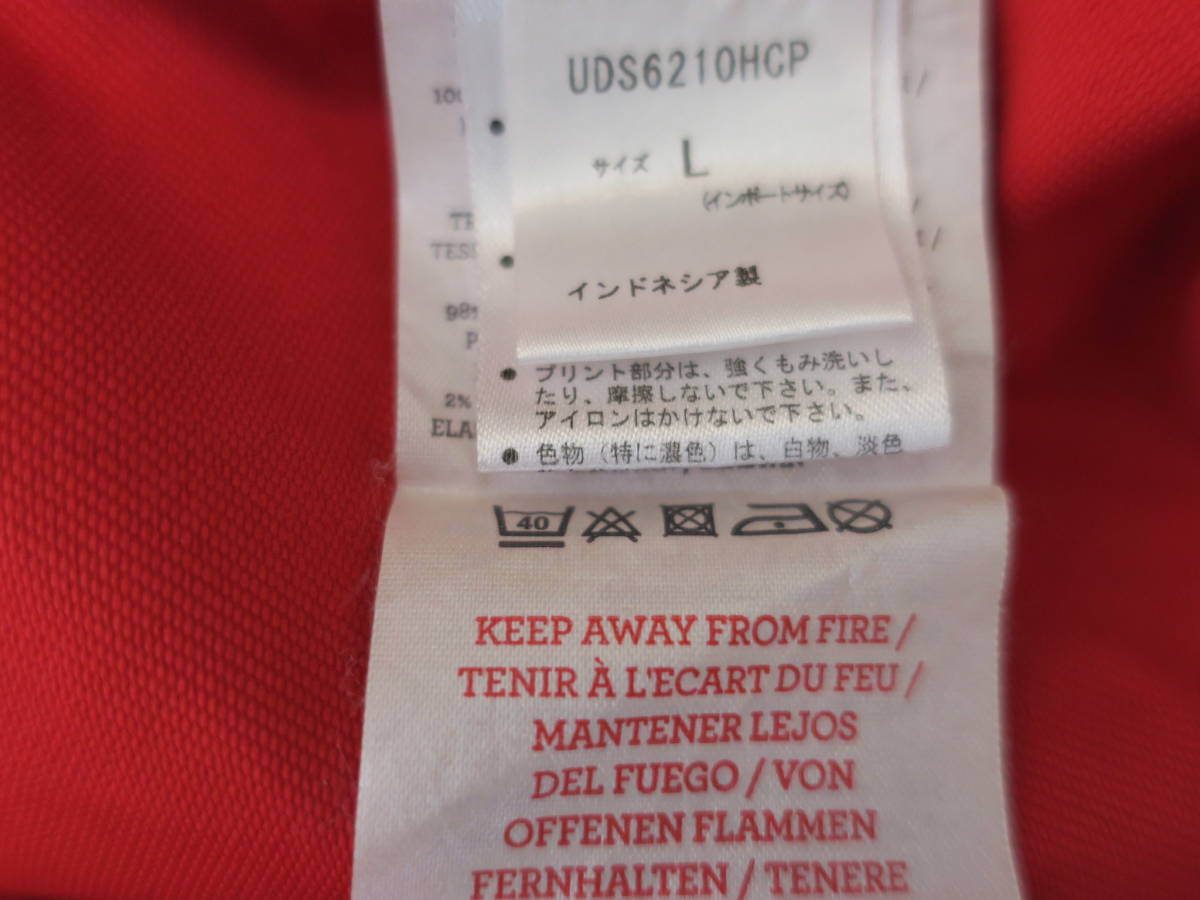 UDS6210HCP
サイズ L
(インポートサイズ)
インドネシア製
● プリント部分は、強くもみ洗いし
たり、摩擦しないで下さい。また、
アイロンはかけないで下さい。
● 色物(特に濃色)は、白物、淡色
98%
2%
40
KEEP AWAY FROM FIRE /
TENIR À L'ECART DU FEU /
MANTENER LEJOS
DEL FUEGO / VON
OFFENEN FLAMMEN
FERNHALTEN / TENERE